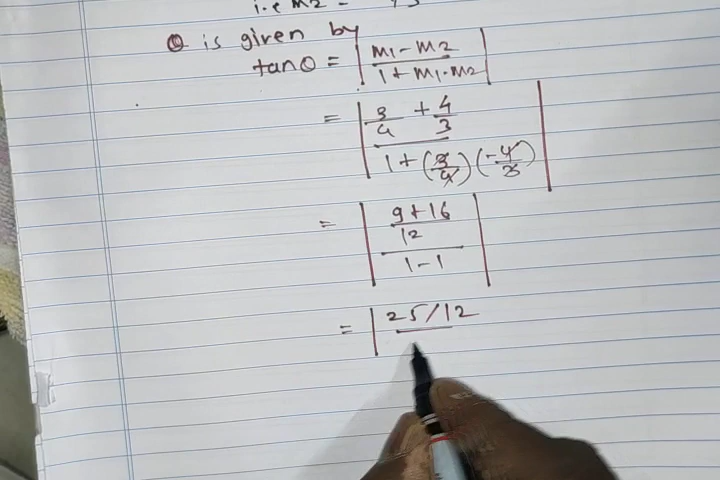 i.e m2 =
θ is given by
tanθ = | m1 - m2 / 1 + m1.m2 |
= | 3/4 + 4/3 / 1 + (3/4) (-4/3) |
= | 9+16 / 12 / 1-1 |
= | 25/12